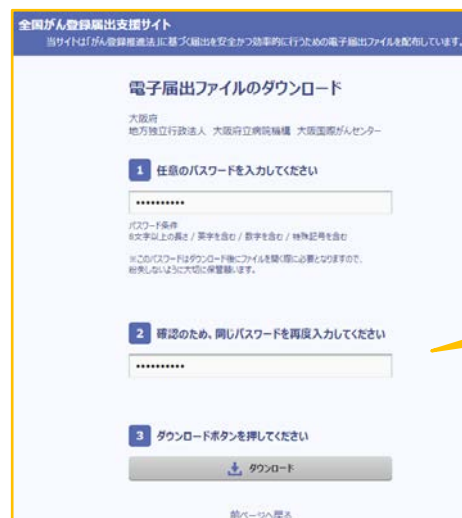 全国がん登録届出支援サイト
当サイトは「がん登録推進法」に基づく届出を安全かつ効率的に行うための電子届出ファイルを配布しています。
電子届出ファイルのダウンロード
大阪府
地方独立行政法人 大阪府立病院機構 大阪国際がんセンター
1 任意のパスワードを入力してください
••••••••••
パスワード条件
8文字以上の長さ / 英字を含む / 数字を含む / 特殊記号を含む
※このパスワードはダウンロード後にファイルを開く際に必要となりますので、
紛失しないように大切に保管願います。
2 確認のため、同じパスワードを再度入力してください
••••••••••
3 ダウンロードボタンを押してください
ダウンロード
前ページへ戻る